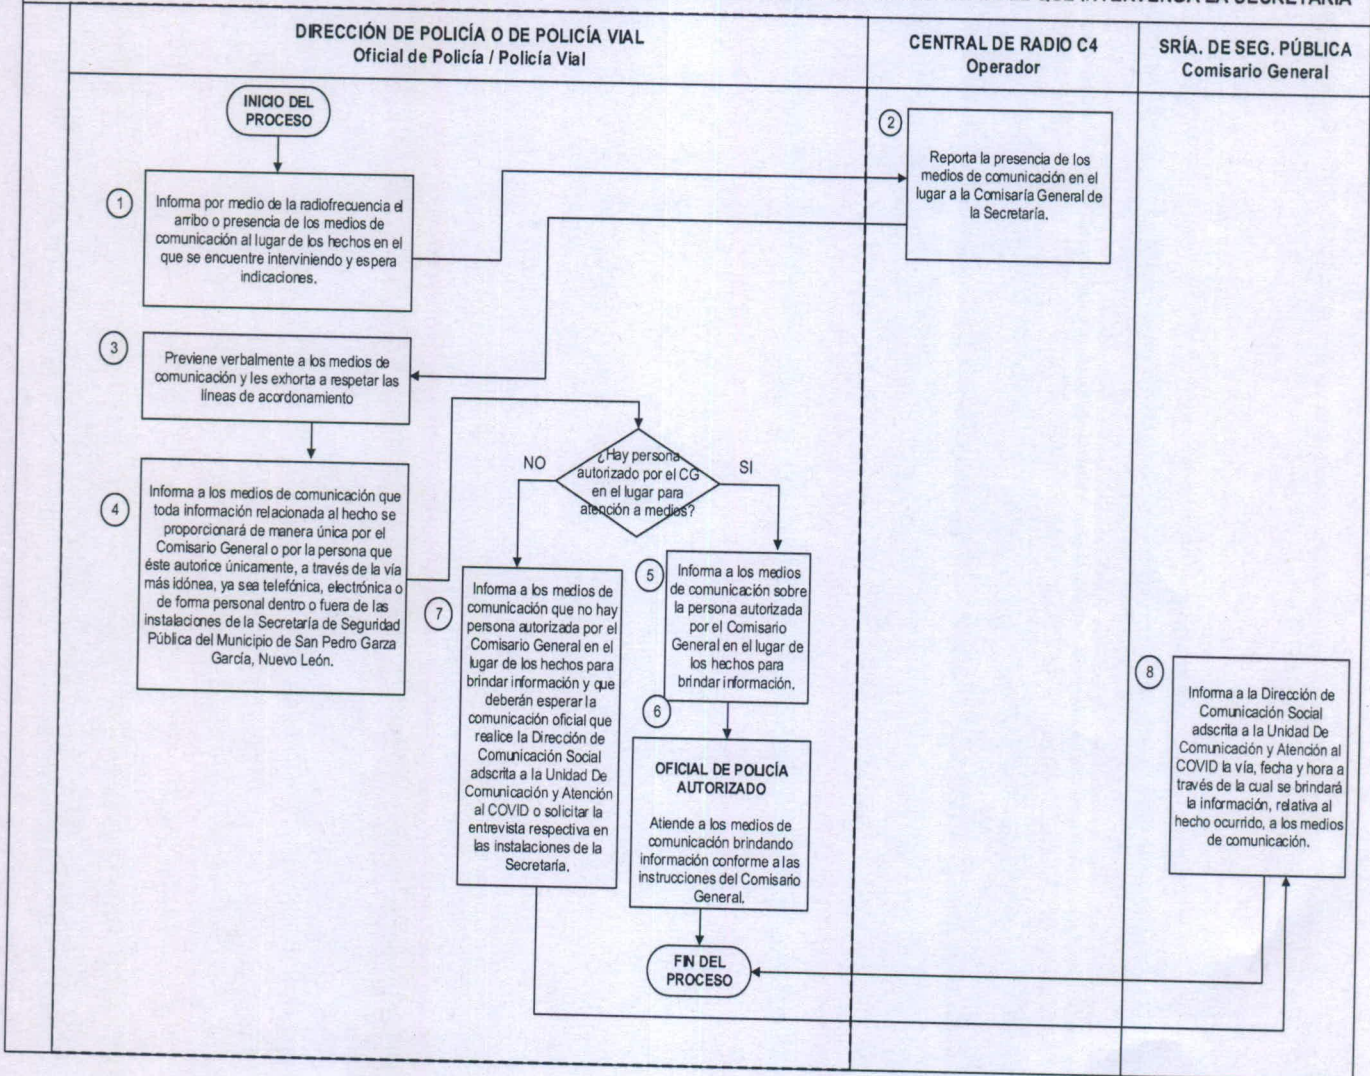 LA SECRETARÍA
DIRECCIÓN DE POLICÍA O DE POLICÍA VIAL
Oficial de Policía / Policía Vial
CENTRAL DE RADIO C4
Operador
SRÍA. DE SEG. PÚBLICA
Comisario General
INICIO DEL
PROCESO
1
Informa por medio de la radiofrecuencia el
arribo o presencia de los medios de
comunicación al lugar de los hechos en el
que se encuentre interviniendo y espera
indicaciones.
2
Reporta la presencia de los
medios de comunicación en el
lugar a la Comisaría General de
la Secretaría.
3
Previene verbalmente a los medios de
comunicación y les exhorta a respetar las
líneas de acordonamiento
4
Informa a los medios de comunicación que
toda información relacionada al hecho se
proporcionará de manera única por el
Comisario General o por la persona que
éste autorice únicamente, a través de la vía
más idónea, ya sea telefónica, electrónica o
de forma personal dentro o fuera de las
instalaciones de la Secretaría de Seguridad
Pública del Municipio de San Pedro Garza
García, Nuevo León.
NO
¿Hay persona
autorizado por el CG
en el lugar para
atención a medios?
SI
5
Informa a los medios
de comunicación sobre
la persona autorizada
por el Comisario
General en el lugar de
los hechos para
brindar información.
6
OFICIAL DE POLICÍA
AUTORIZADO
Atiende a los medios de
comunicación brindando
información conforme a las
instrucciones del Comisario
General.
7
Informa a los medios de
comunicación que no hay
persona autorizada por el
Comisario General en el
lugar de los hechos para
brindar información y que
deberán esperar la
comunicación oficial que
realice la Dirección de
Comunicación Social
adscrita a la Unidad De
Comunicación y Atención
al COVID o solicitar la
entrevista respectiva en
las instalaciones de la
Secretaría.
8
Informa a la Dirección de
Comunicación Social
adscrita a la Unidad De
Comunicación y Atención al
COVID la vía, fecha y hora a
través de la cual se brindará
la información, relativa al
hecho ocurrido, a los medios
de comunicación.
FIN DEL
PROCESO